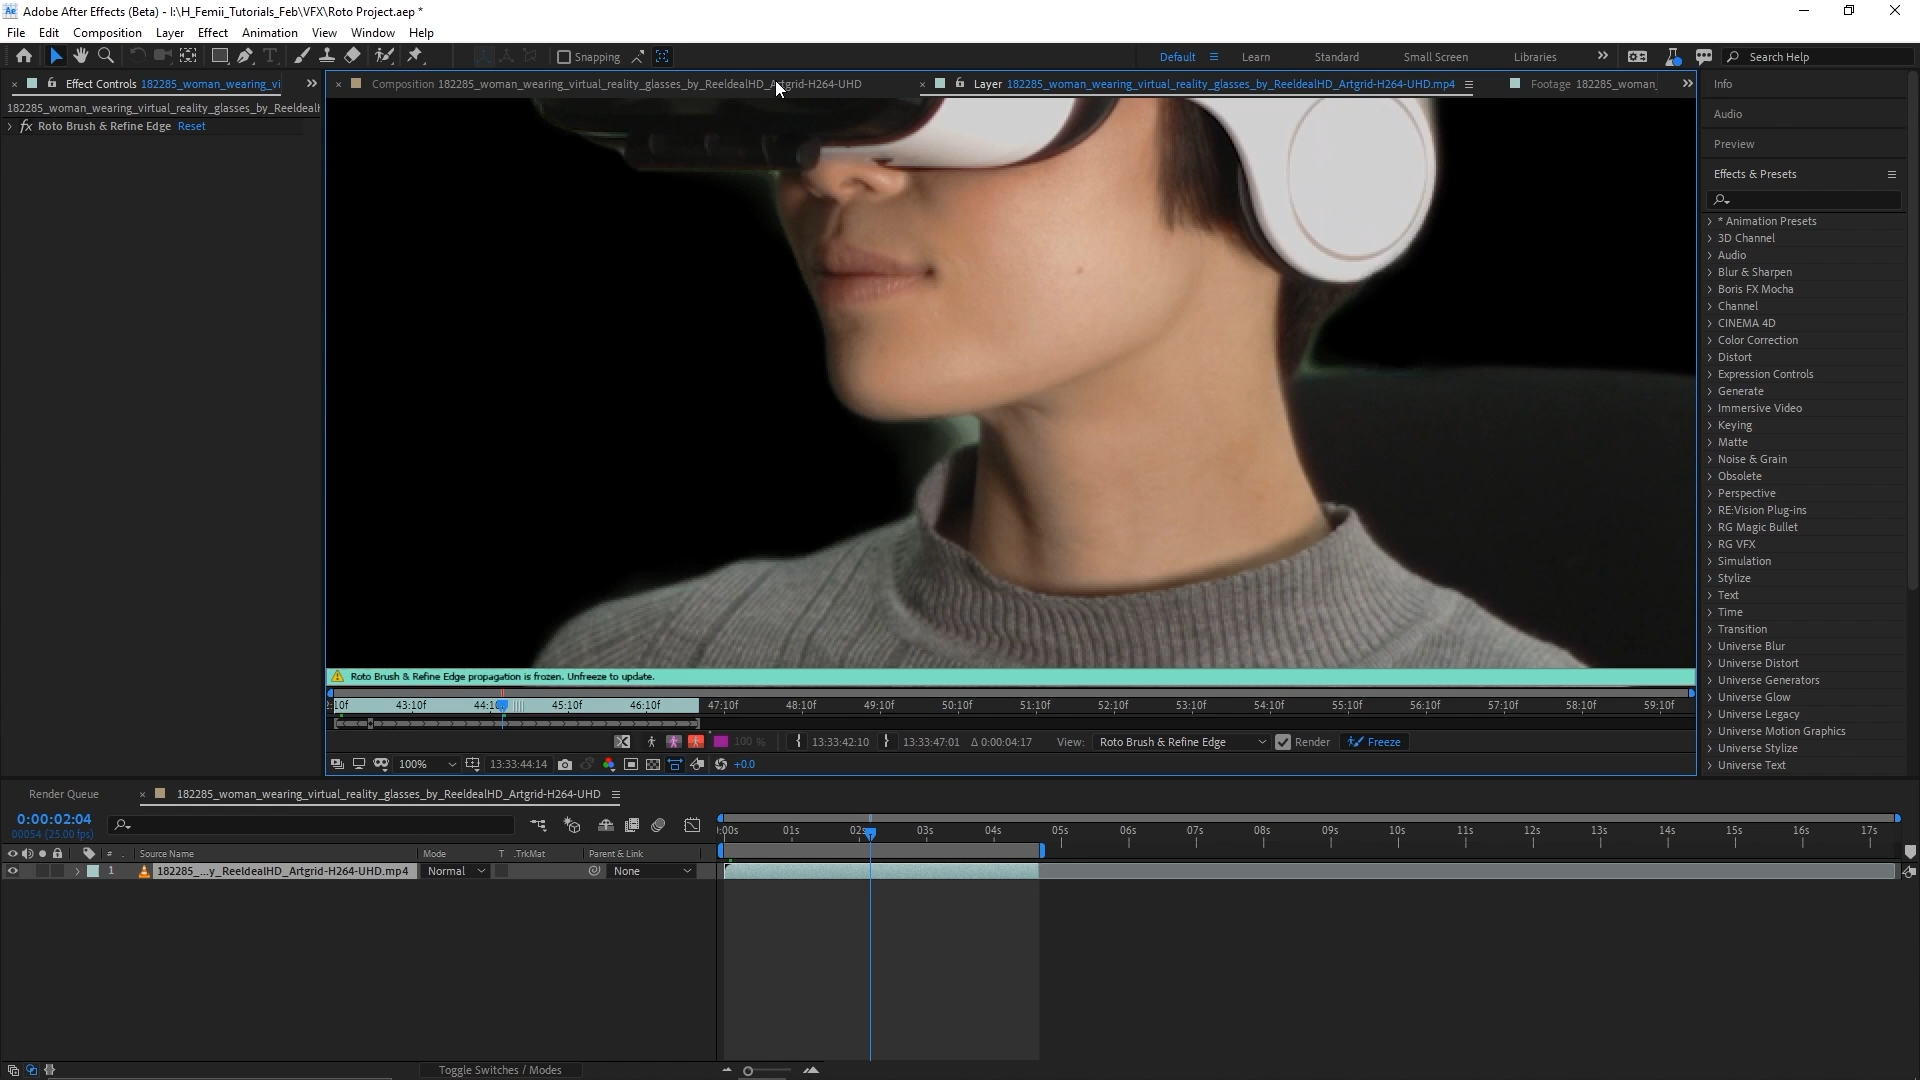 Ae Adobe After Effects (Beta) - I:\H_Femii_Tutorials_Feb\VFX\Roto Project.aep *
File Edit Composition Layer Effect Animation View Window Help
Snapping Default Learn Standard Small Screen Libraries Search Help
Effect Controls 182285_woman_wearing_vi
182285_woman_wearing_virtual_reality_glasses_by_Reeldeal
fx Roto Brush & Refine Edge Reset
Composition 182285_woman_wearing_virtual_reality_glasses_by_ReeldealHD_Artgrid-H264-UHD
Layer 182285_woman_wearing_virtual_reality_glasses_by_ReeldealHD_Artgrid-H264-UHD.mp4
Footage 182285_woman_
Info
Audio
Preview
Effects & Presets
* Animation Presets
3D Channel
Audio
Blur & Sharpen
Boris FX Mocha
Channel
CINEMA 4D
Color Correction
Distort
Expression Controls
Generate
Immersive Video
Keying
Matte
Noise & Grain
Obsolete
Perspective
RE:Vision Plug-ins
RG Magic Bullet
RG VFX
Simulation
Stylize
Text
Time
Transition
Universe Blur
Universe Distort
Universe Generators
Universe Glow
Universe Legacy
Universe Motion Graphics
Universe Stylize
Universe Text
Roto Brush & Refine Edge propagation is frozen. Unfreeze to update.
:10f 43:10f 44:10 45:10f 46:10f 47:10f 48:10f 49:10f 50:10f 51:10f 52:10f 53:10f 54:10f 55:10f 56:10f 57:10f 58:10f 59:10f
100 % 13:33:42:10 13:33:47:01 Δ 0:00:04:17 View: Roto Brush & Refine Edge Render Freeze
100% 13:33:44:14 +0.0
Render Queue 182285_woman_wearing_virtual_reality_glasses_by_ReeldealHD_Artgrid-H264-UHD
0:00:02:04
00054 (25.00 fps)
:00s 01s 02s 03s 04s 05s 06s 07s 08s 09s 10s 11s 12s 13s 14s 15s 16s 17s
# . Source Name Mode T .TrkMat Parent & Link
1 182285_...y_ReeldealHD_Artgrid-H264-UHD.mp4 Normal None
Toggle Switches / Modes